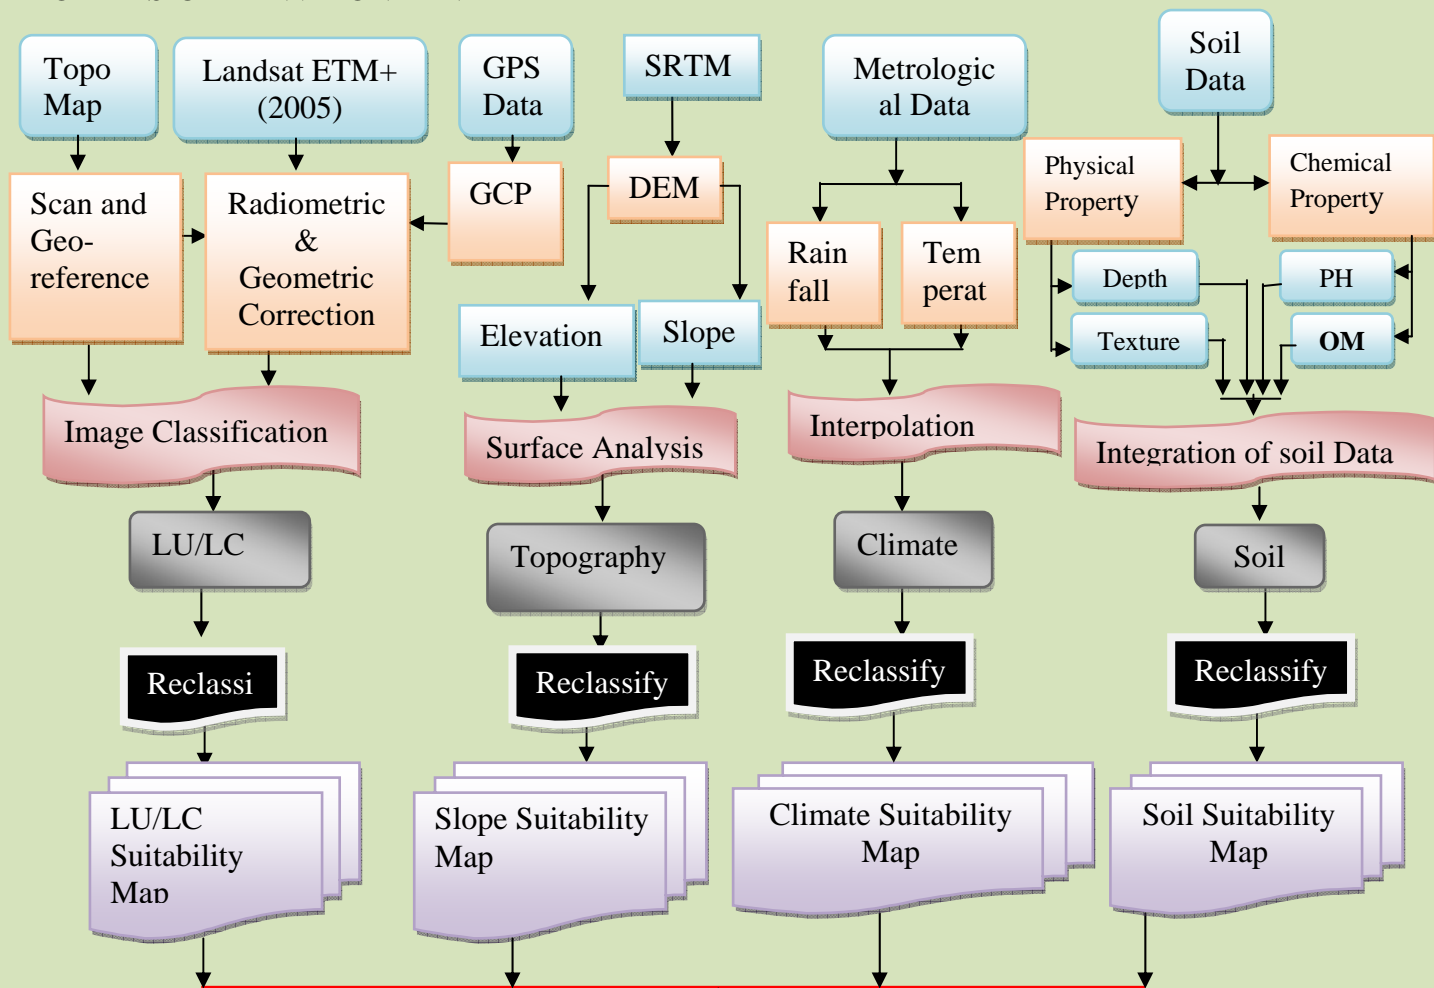 Topo
Map
Landsat ETM+
(2005)
GPS
Data
SRTM
Metrologic
al Data
Soil
Data
Scan and
Geo-
reference
Radiometric
&
Geometric
Correction
GCP
DEM
Rain
fall
Tem
perat
Physical
Property
Chemical
Property
Depth
PH
Texture
OM
Elevation
Slope
Image Classification
Surface Analysis
Interpolation
Integration of soil Data
LU/LC
Topography
Climate
Soil
Reclassi
Reclassify
Reclassify
Reclassify
LU/LC
Suitability
Map
Slope Suitability
Map
Climate Suitability
Map
Soil Suitability
Map